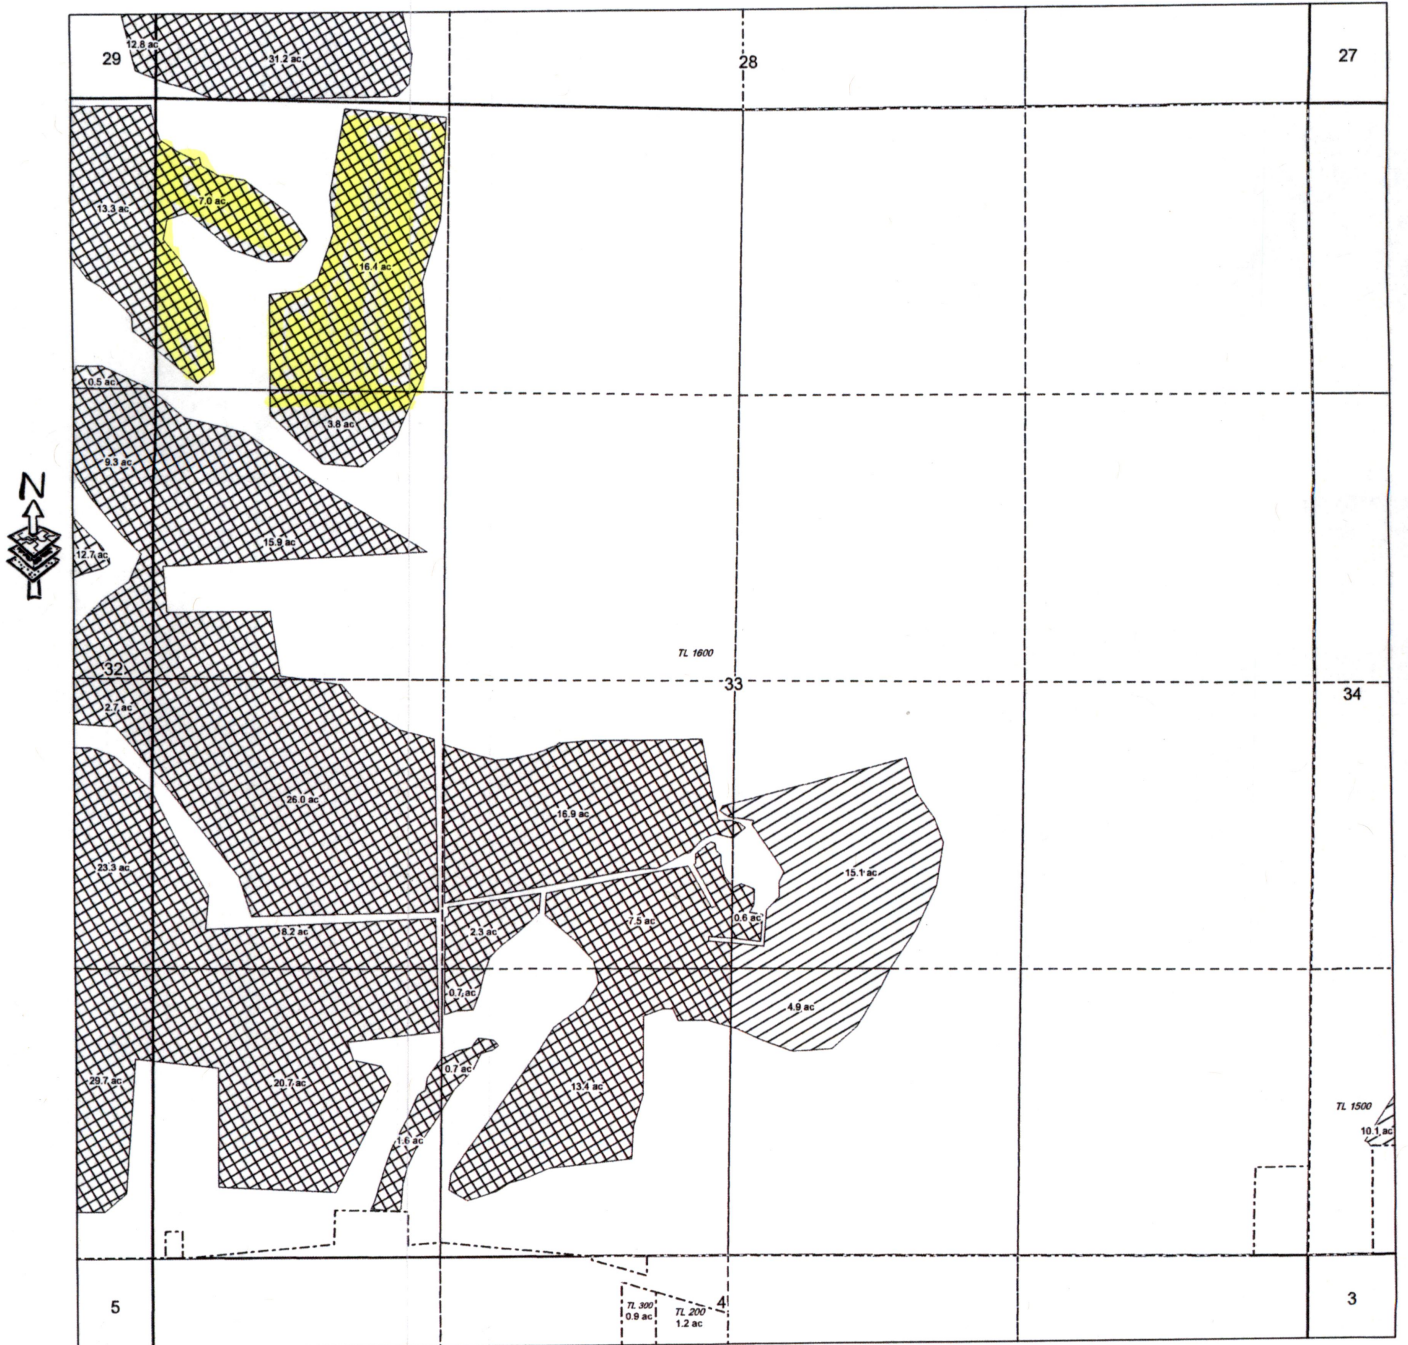 12.8 ac
31.2 ac
29
28
27
13.3 ac
7.0 ac
16.4 ac
0.5 ac
3.8 ac
9.3 ac
N
15.9 ac
12.7 ac
TL 1600
32
33
34
2.7 ac
26.0 ac
16.9 ac
23.3 ac
15.1 ac
7.5 ac
0.6 ac
8.2 ac
2.3 ac
0.7 ac
4.9 ac
0.7 ac
29.7 ac
20.7 ac
13.4 ac
TL 1500
10.1 ac
1.6 ac
5
4
3
TL 300
0.9 ac
TL 200
1.2 ac